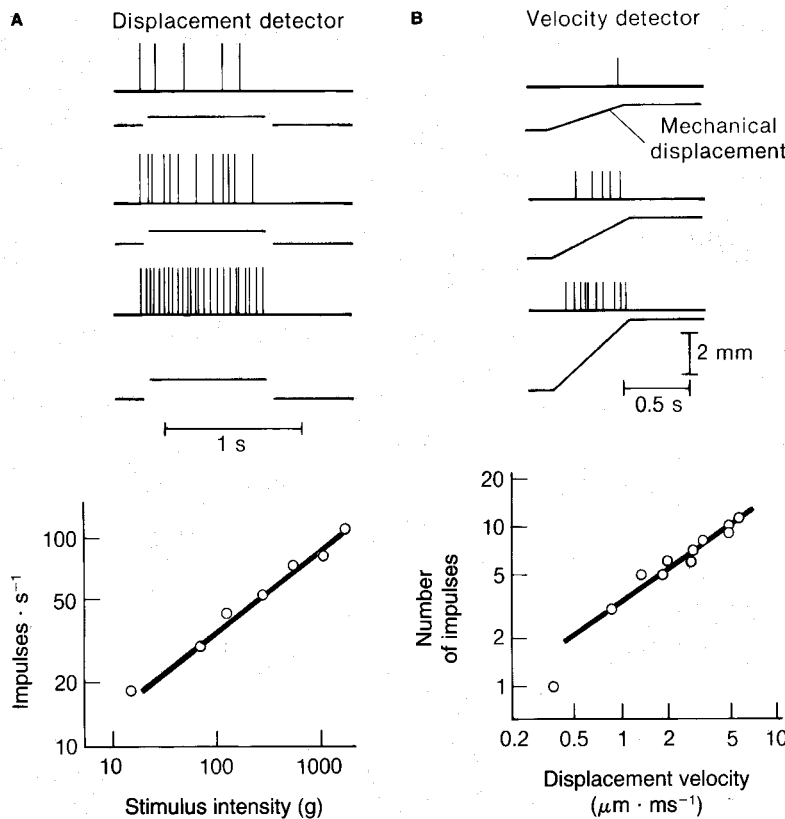 A
Displacement detector
1 s
100
50
20
10
Impulses · s⁻¹
10
100
1000
Stimulus intensity (g)
B
Velocity detector
Mechanical
displacement
2 mm
0.5 s
20
10
5
2
1
Number
of impulses
0.2
0.5
1
2
5
10
Displacement velocity
(μm · ms⁻¹)